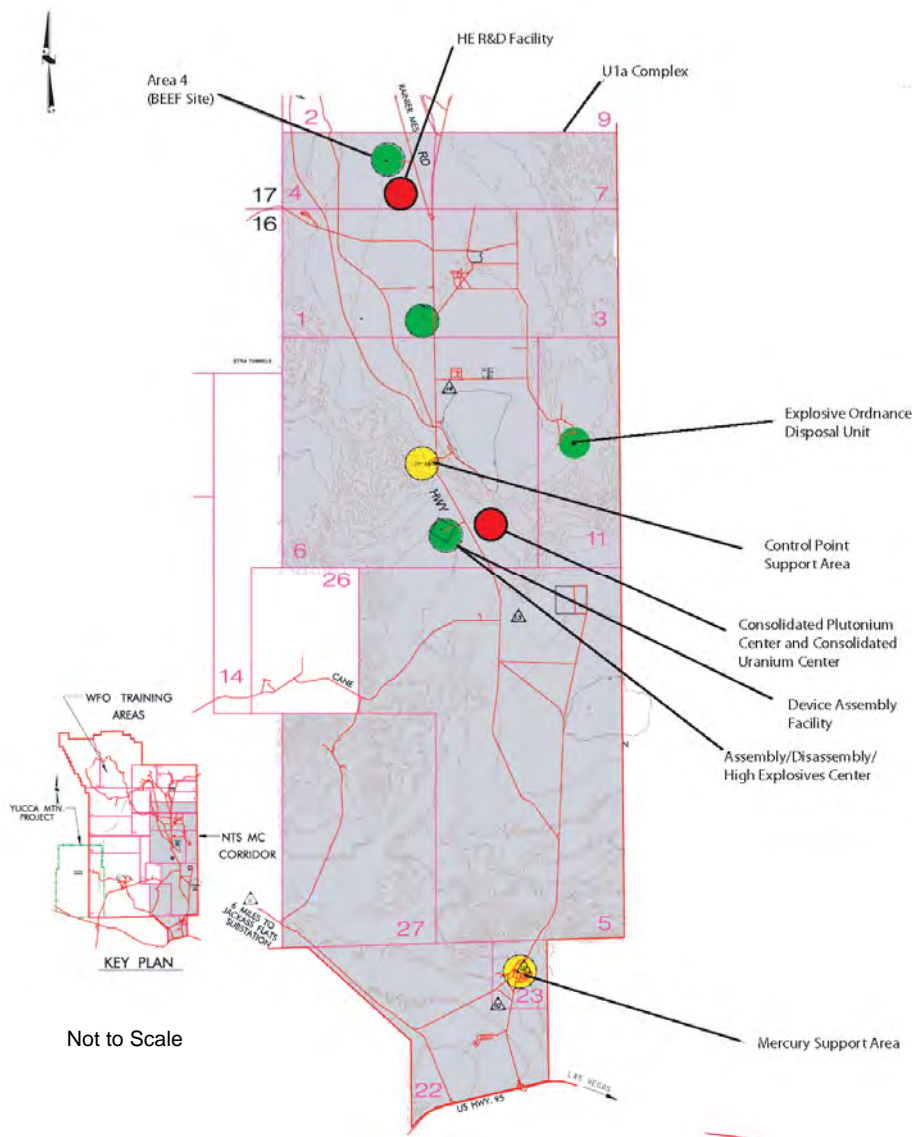 HE R&D Facility
U1a Complex
Area 4
(BEEF Site)
RAINIER MES
RD
2
9
4
7
17
16
1
3
DTRA TUNNELS
Explosive Ordnance
Disposal Unit
HWY
6
11
Control Point
Support Area
26
Consolidated Plutonium
Center and Consolidated
Uranium Center
14
CANE
Device Assembly
Facility
WFO TRAINING
AREAS
Assembly/Disassembly/
High Explosives Center
YUCCA MTN.
PROJECT
NTS MC
CORRIDOR
6 MILES TO
JACKASS FLATS
SUBSTATION
27
5
KEY PLAN
23
Not to Scale
Mercury Support Area
22
US HWY. 95
LAS VEGAS